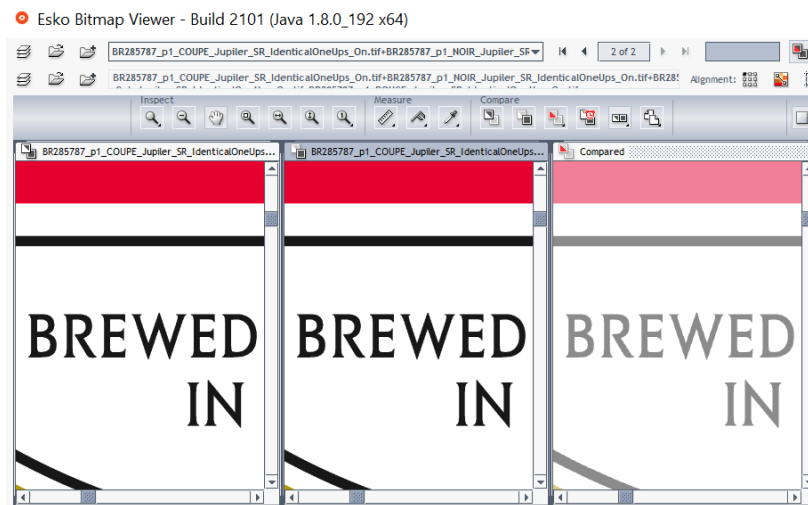 Esko Bitmap Viewer - Build 2101 (Java 1.8.0_192 x64)
BR285787_p1_COUPE_Jupiler_SR_IdenticalOneUps_On.tif+BR285787_p1_NOIR_Jupiler_SF
2 of 2
BR285787_p1_COUPE_Jupiler_SR_IdenticalOneUps_On.tif+BR285787_p1_NOIR_Jupiler_SR_IdenticalOneUps_On.tif+BR28
Alignment:
Inspect
Measure
Compare
BR285787_p1_COUPE_Jupiler_SR_IdenticalOneUps...
BR285787_p1_COUPE_Jupiler_SR_IdenticalOneUps...
Compared
BREWED
IN
BREWED
IN
BREWED
IN